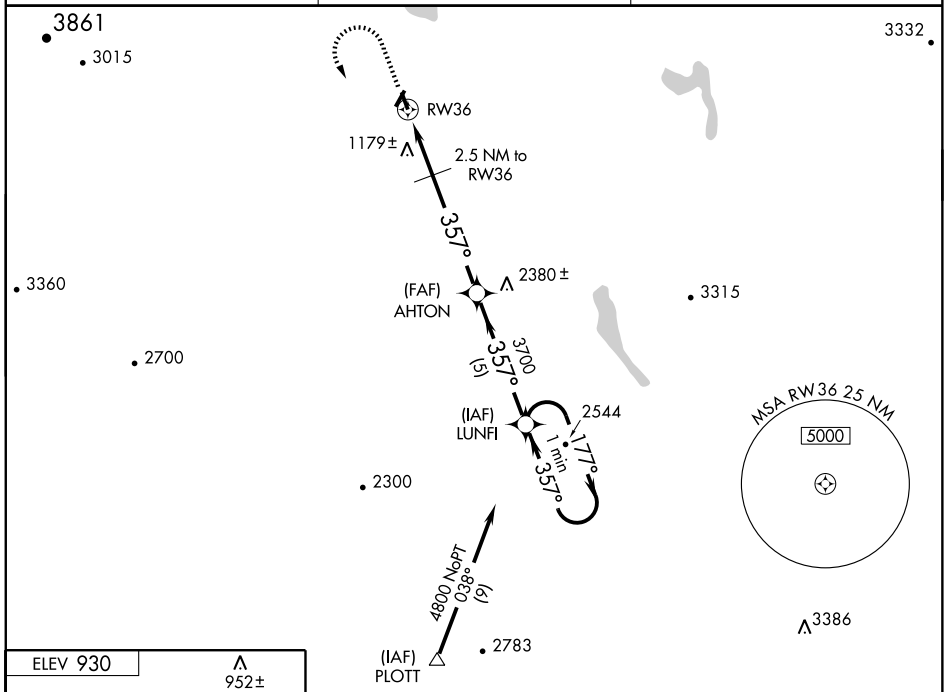 3861
3015
3332
RW36
1179±
2.5 NM to
RW36
357°
2380±
(FAF)
AHTON
3360
3315
2700
3700
357°
(5)
(IAF)
LUNFI
2544
1 min
177°
357°
MSA RW36 25 NM
5000
2300
4800 NoPT
038°
(9)
3386
2783
(IAF)
PLOTT
ELEV 930
952±